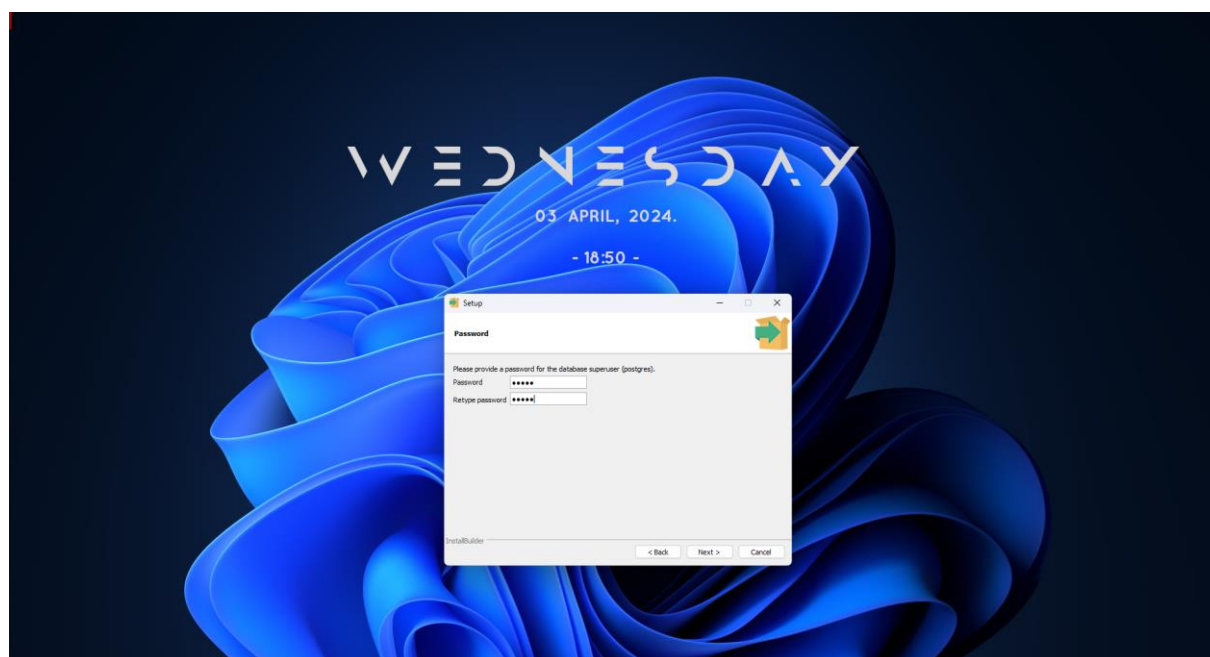 WEDNESDAY
03 APRIL, 2024.
- 18:50 -
Setup
Password
Please provide a password for the database superuser (postgres).
Password •••••
Retype password •••••
InstallBuilder
< Back Next > Cancel